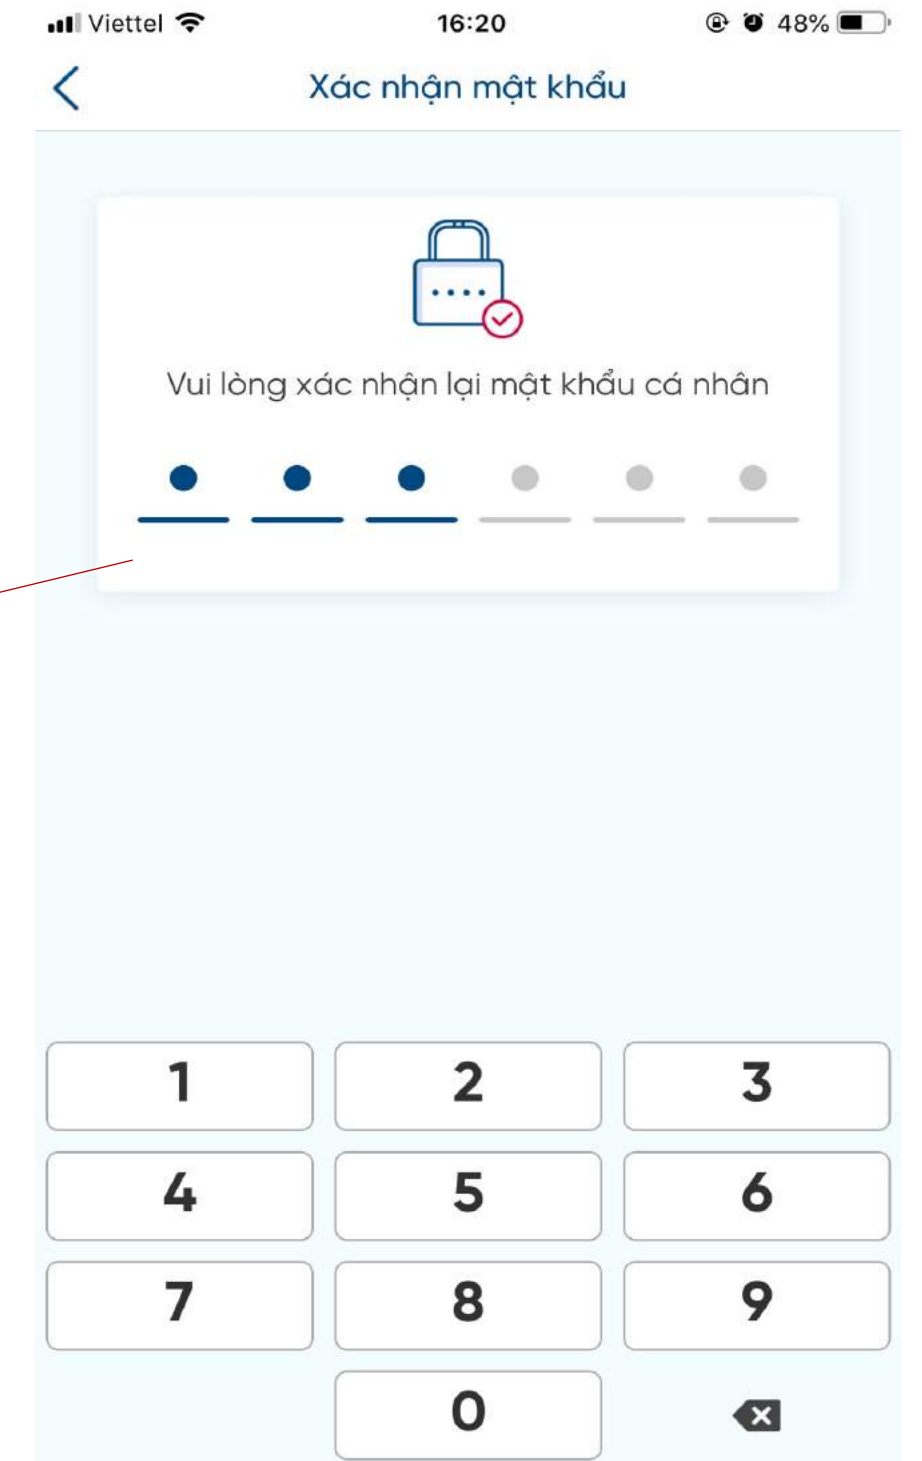 Viettel 16:20 48%
Xác nhận mật khẩu
Vui lòng xác nhận lại mật khẩu cá nhân
1 2 3
4 5 6
7 8 9
0